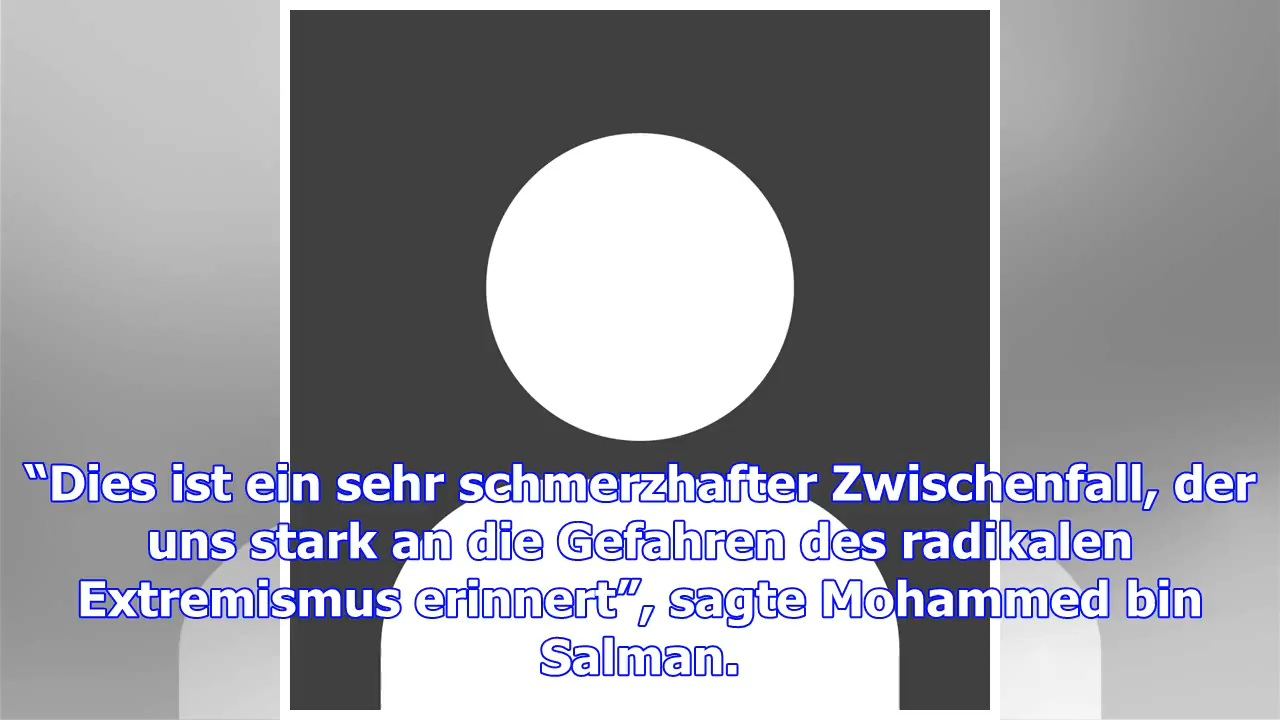 “Dies ist ein sehr schmerzhafter Zwischenfall, der
uns stark an die Gefahren des radikalen
Extremismus erinnert”, sagte Mohammed bin
Salman.